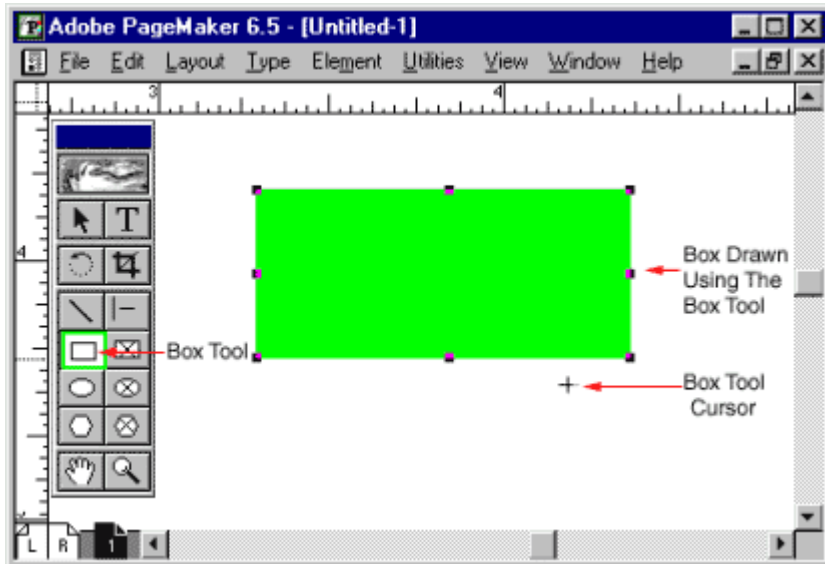 Adobe PageMaker 6.5 - [Untitled-1]
File Edit Layout Type Element Utilities View Window Help
3 4
T
4
Box Drawn
Using The
Box Tool
Box Tool
Box Tool
Cursor
L R 1